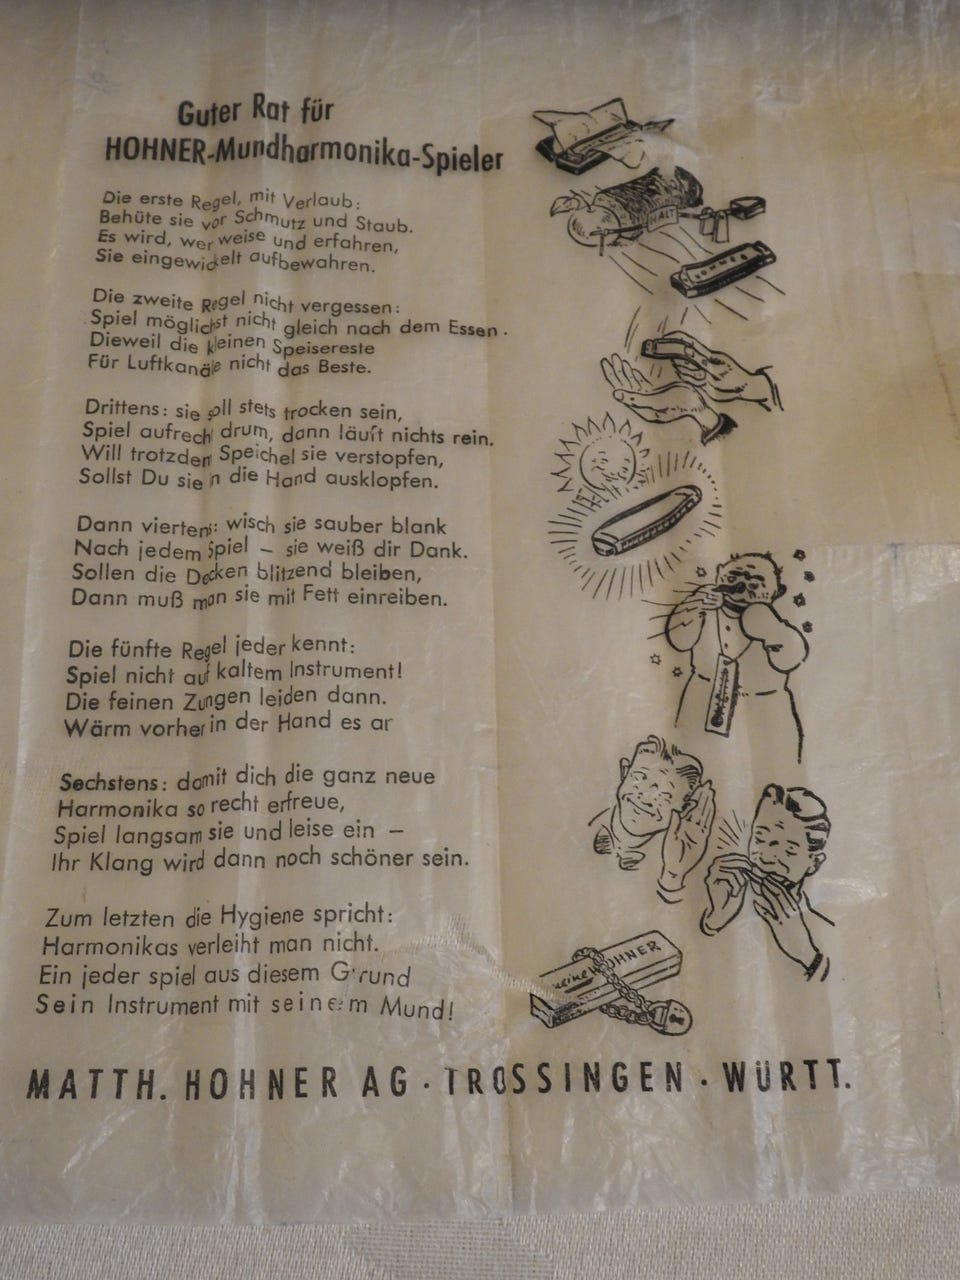 Guter Rat für
HOHNER-Mundharmonika-Spieler
Die erste Regel, mit Verlaub:
Behüte sie vor Schmutz und Staub.
Es wird, wer weise und erfahren,
Sie eingewickelt aufbewahren.
Die zweite Regel nicht vergessen:
Spiel möglichst nicht gleich nach dem Essen.
Dieweil die kleinen Speisereste
Für Luftkanäle nicht das Beste.
Drittens: sie soll stets trocken sein,
Spiel aufrecht drum, dann läuft nichts rein.
Will trotzdem Speichel sie verstopfen,
Sollst Du sie in die Hand ausklopfen.
Dann viertens: wisch sie sauber blank
Nach jedem Spiel – sie weiß dir Dank.
Sollen die Decken blitzend bleiben,
Dann muß man sie mit Fett einreiben.
Die fünfte Regel jeder kennt:
Spiel nicht auf kaltem Instrument!
Die feinen Zungen leiden dann.
Wärm vorher in der Hand es an
Sechstens: damit dich die ganz neue
Harmonika so recht erfreue,
Spiel langsam sie und leise ein –
Ihr Klang wird dann noch schöner sein.
Zum letzten die Hygiene spricht:
Harmonikas verleiht man nicht.
Ein jeder spiel aus diesem Grund
Sein Instrument mit seinem Mund!
MATTH. HOHNER AG · TROSSINGEN · WÜRTT.
HALT
HOHNER
meine HOHNER